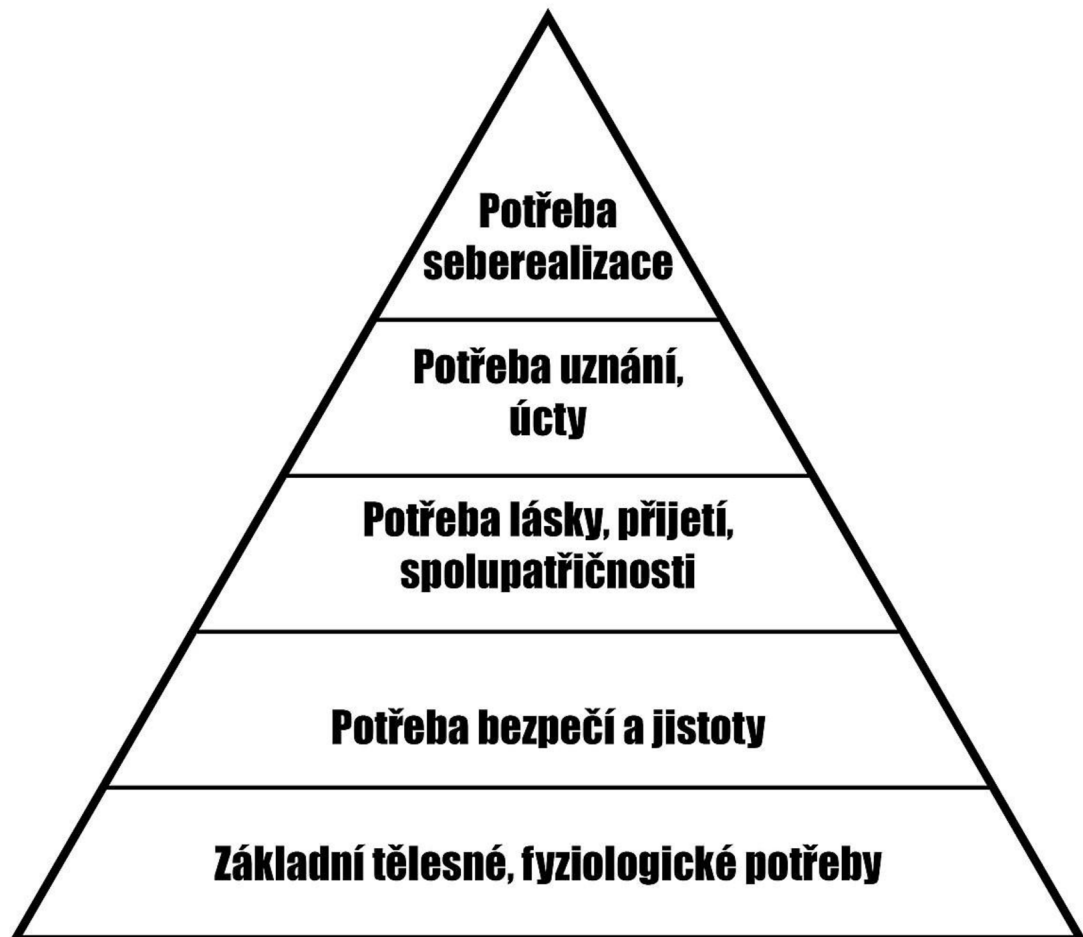 Potřeba
seberealizace
Potřeba uznání,
úcty
Potřeba lásky, přijetí,
spolupatřičnosti
Potřeba bezpečí a jistoty
Základní tělesné, fyziologické potřeby